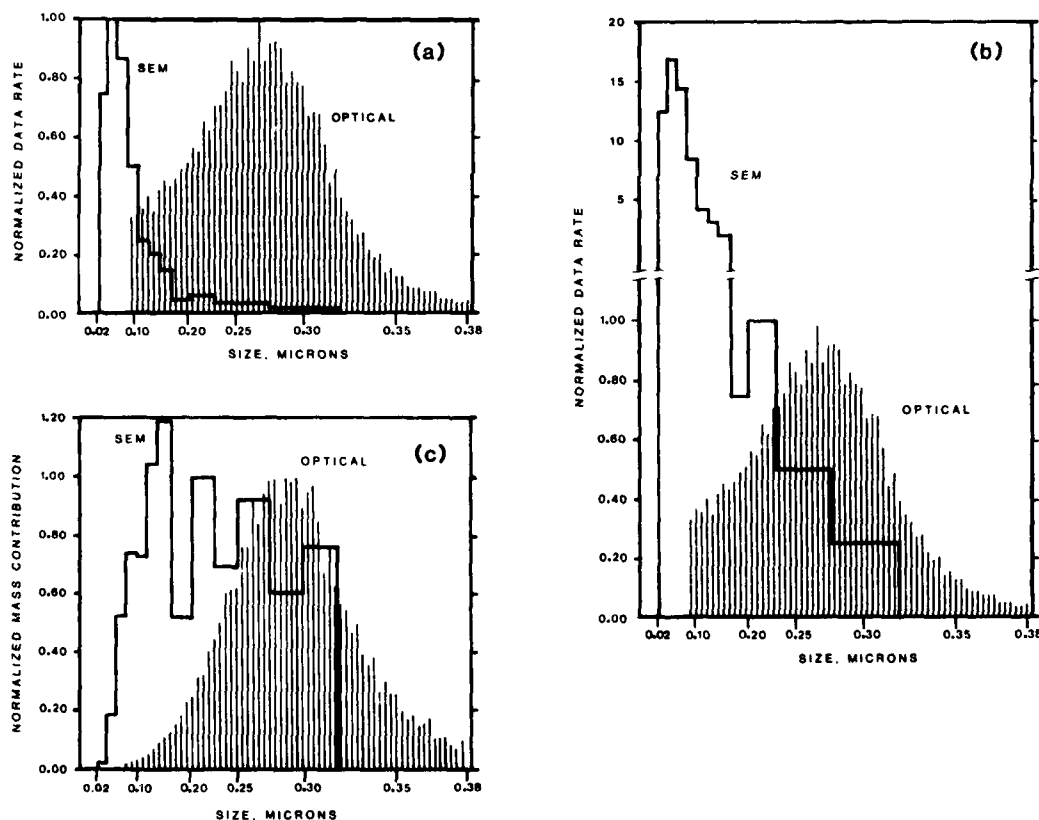 (a)
NORMALIZED DATA RATE
1.00
0.80
0.60
0.40
0.20
0.00
SEM
OPTICAL
0.02 0.10 0.20 0.25 0.30 0.35 0.38
SIZE, MICRONS
(b)
NORMALIZED DATA RATE
20
15
10
5
1.00
0.80
0.60
0.40
0.20
0.00
SEM
OPTICAL
0.02 0.10 0.20 0.25 0.30 0.35 0.38
SIZE, MICRONS
(c)
NORMALIZED MASS CONTRIBUTION
1.20
1.00
0.80
0.60
0.40
0.20
0.00
SEM
OPTICAL
0.02 0.10 0.20 0.25 0.30 0.35 0.38
SIZE, MICRONS